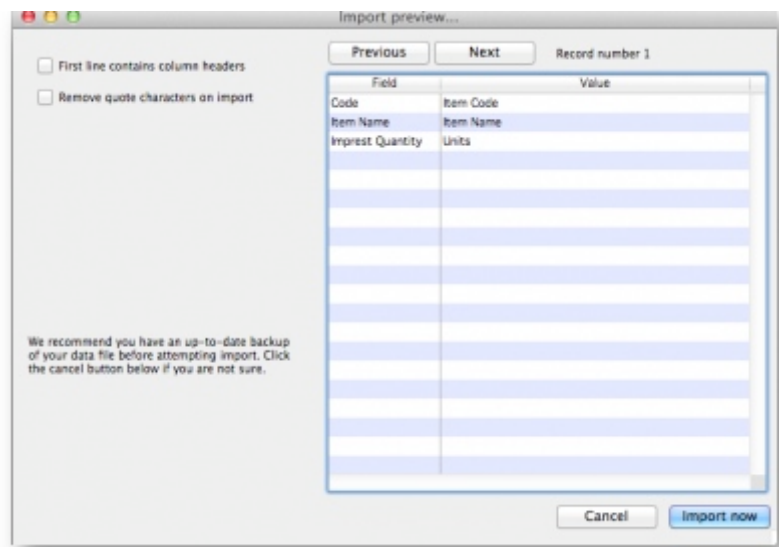 Import preview...
First line contains column headers
Remove quote characters on import
Previous Next Record number 1
Field Value
Code Item Code
Item Name Item Name
Imprest Quantity Units
We recommend you have an up-to-date backup
of your data file before attempting import. Click
the cancel button below if you are not sure.
Cancel Import now